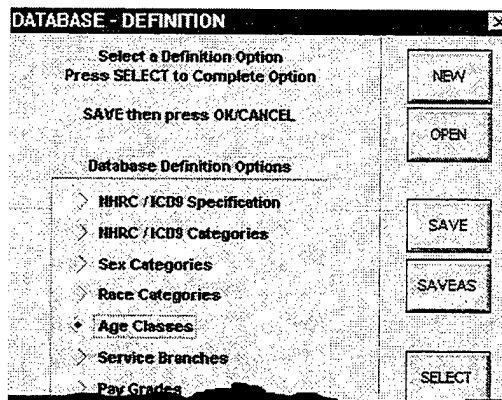 DATABASE - DEFINITION
Select a Definition Option
Press SELECT to Complete Option
SAVE then press OK/CANCEL
Database Definition Options
NHRC / ICD9 Specification
NHRC / ICD9 Categories
Sex Categories
Race Categories
Age Classes
Service Branches
Pay Grades
NEW
OPEN
SAVE
SAVEAS
SELECT